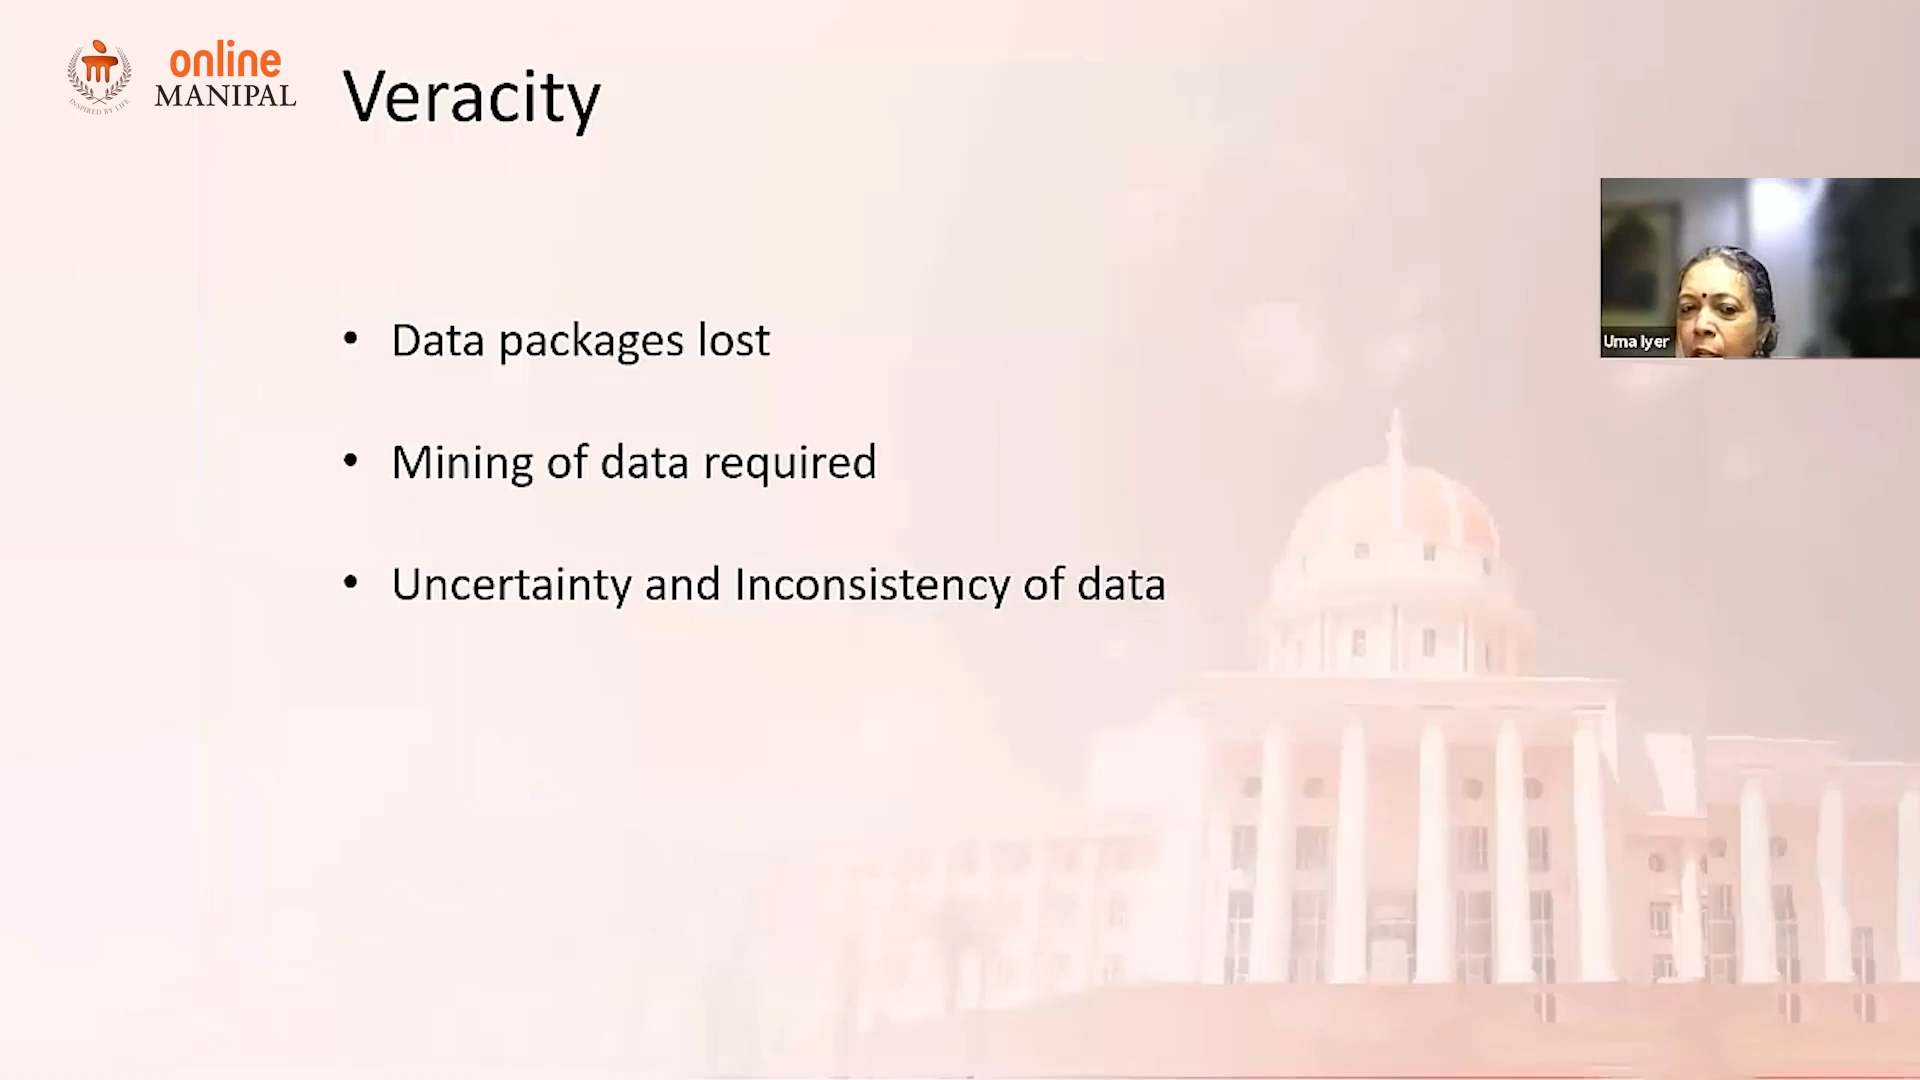 online
MANIPAL
INSPIRED BY LIFE
Veracity
Uma Iyer
• Data packages lost
• Mining of data required
• Uncertainty and Inconsistency of data